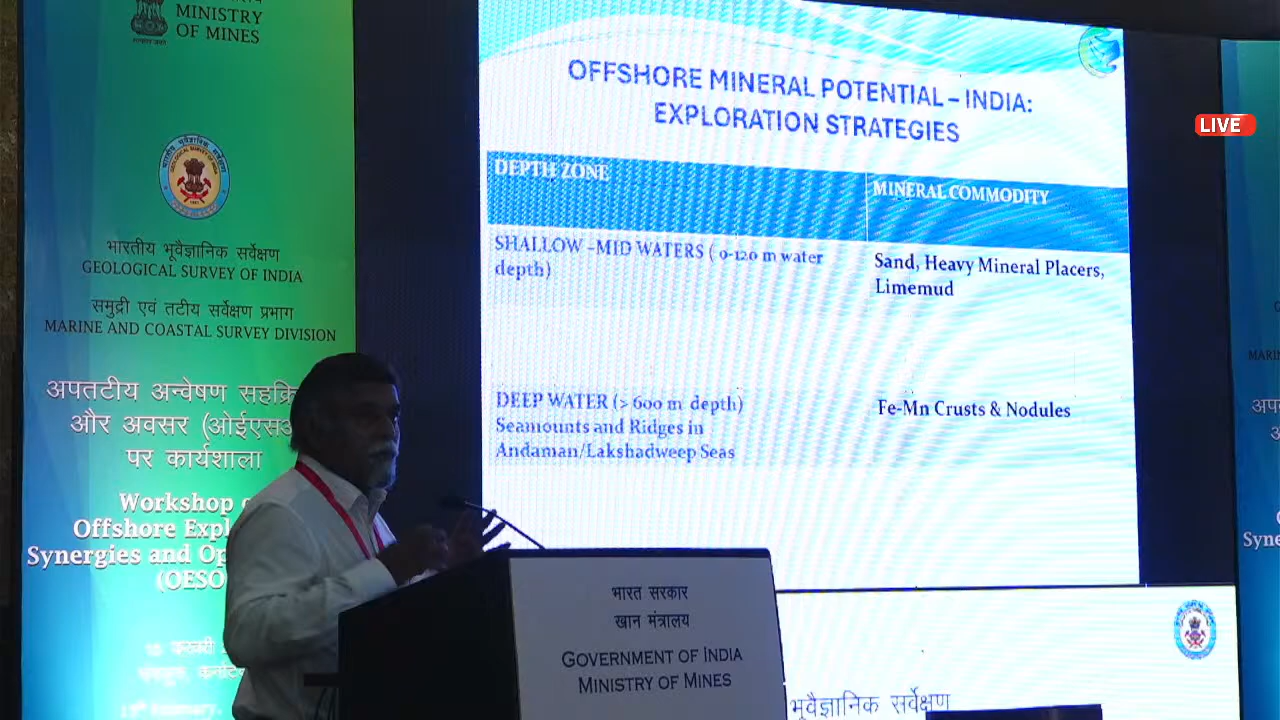 MINISTRY
OF MINES
भारतीय भूवैज्ञानिक सर्वेक्षण
GEOLOGICAL SURVEY OF INDIA
समुद्री एवं तटीय सर्वेक्षण प्रभाग
MARINE AND COASTAL SURVEY DIVISION
अपतटीय अन्वेषण
और अवसर
पर कार्यशाला
Workshop
Offshore
Synergies and
(OESO
OFFSHORE MINERAL POTENTIAL – INDIA:
EXPLORATION STRATEGIES
DEPTH ZONE
MINERAL COMMODITY
SHALLOW –MID WATERS ( 0-120 m water
depth)
Sand, Heavy Mineral Placers,
Limemud
DEEP WATER (> 600 m depth)
Seamounts and Ridges in
Andaman/Lakshadweep Seas
Fe-Mn Crusts & Nodules
LIVE
भारत सरकार
खान मंत्रालय
GOVERNMENT OF INDIA
MINISTRY OF MINES
भूवैज्ञानिक सर्वेक्षण